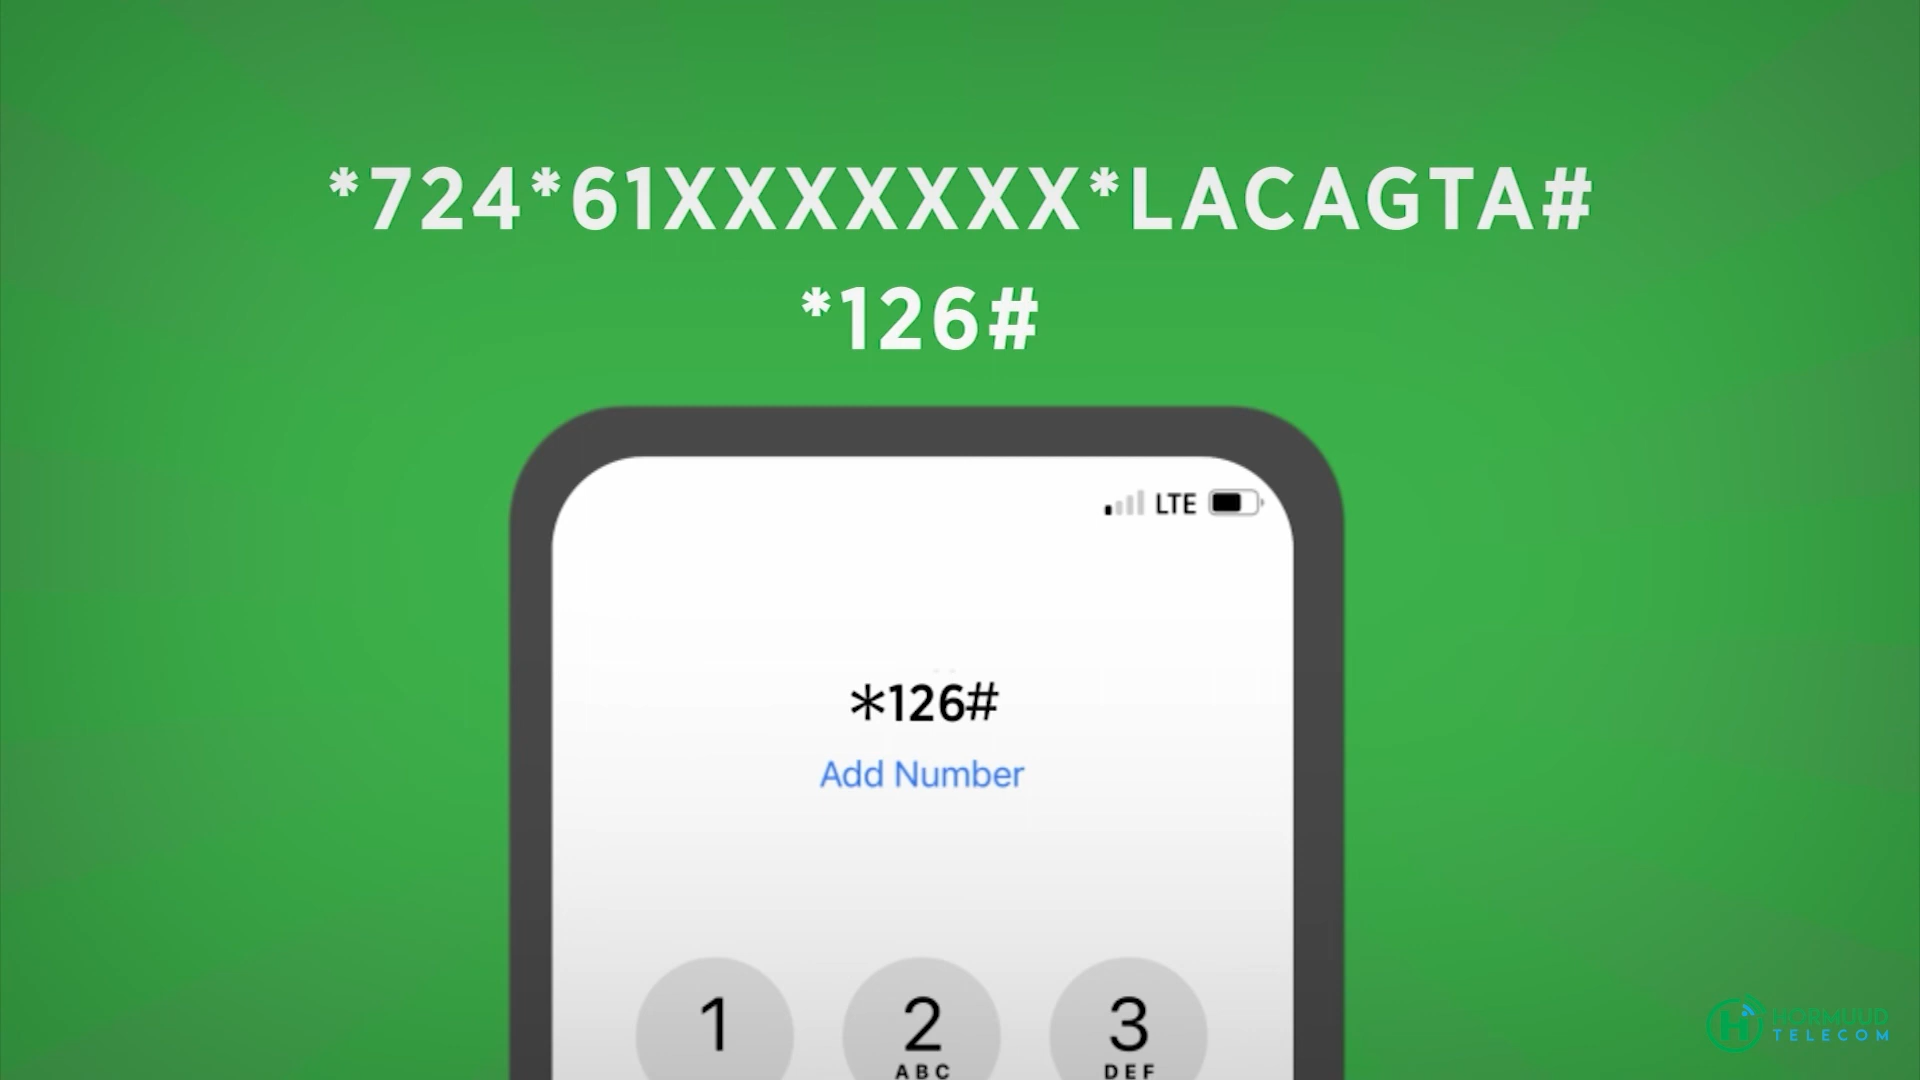 *724*61XXXXXXX*LACAGTA#
*126#
LTE
*126#
Add Number
1 2 3
ABC DEF
HORMUUD
TELECOM